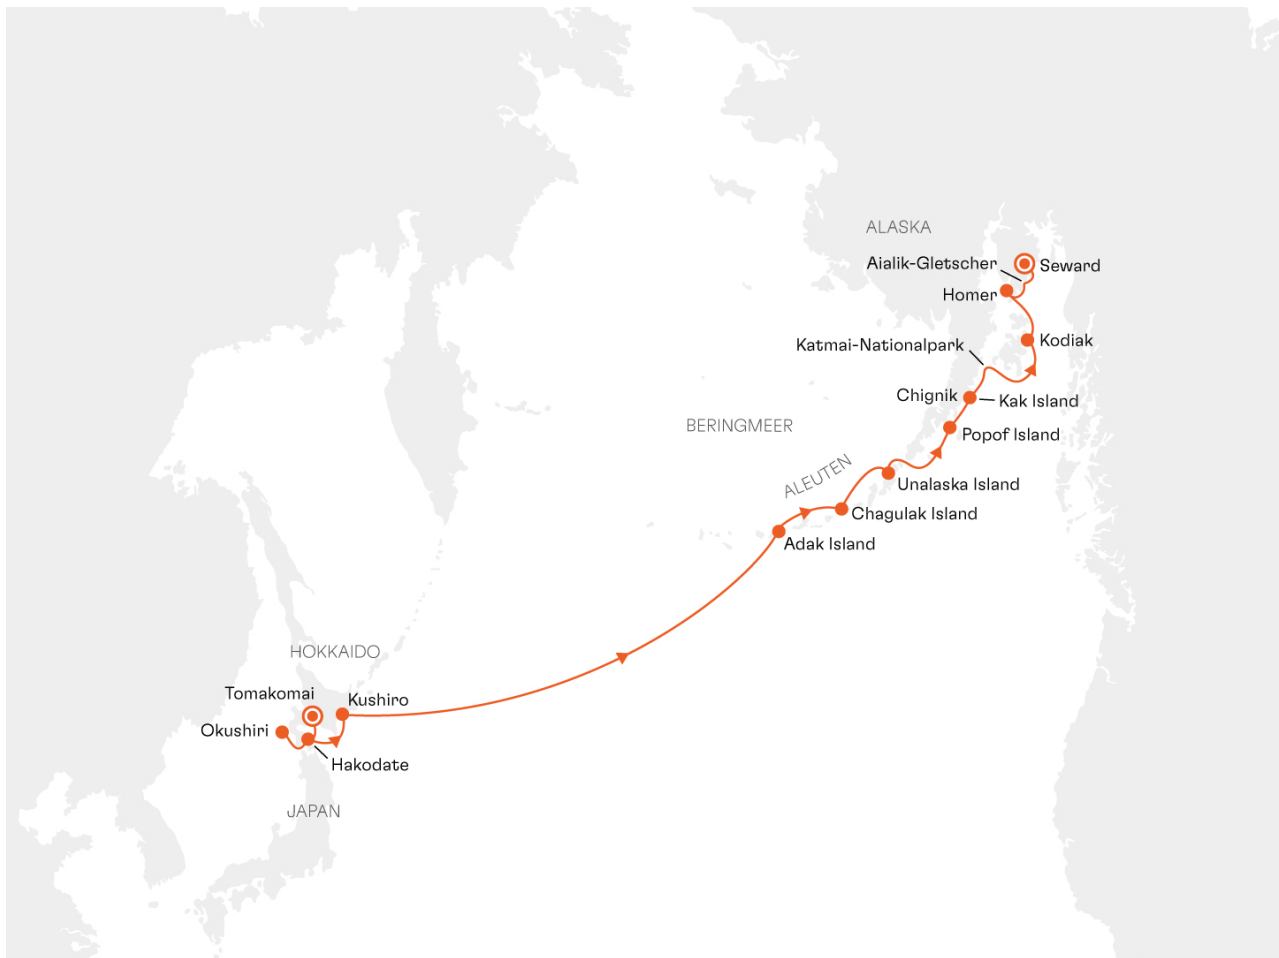 ALASKA
Aialik-Gletscher
Seward
Homer
Kodiak
Katmai-Nationalpark
Chignik
Kak Island
BERINGMEER
Popof Island
ALEUTEN
Unalaska Island
Chagulak Island
Adak Island
HOKKAIDO
Tomakomai
Kushiro
Okushiri
Hakodate
JAPAN